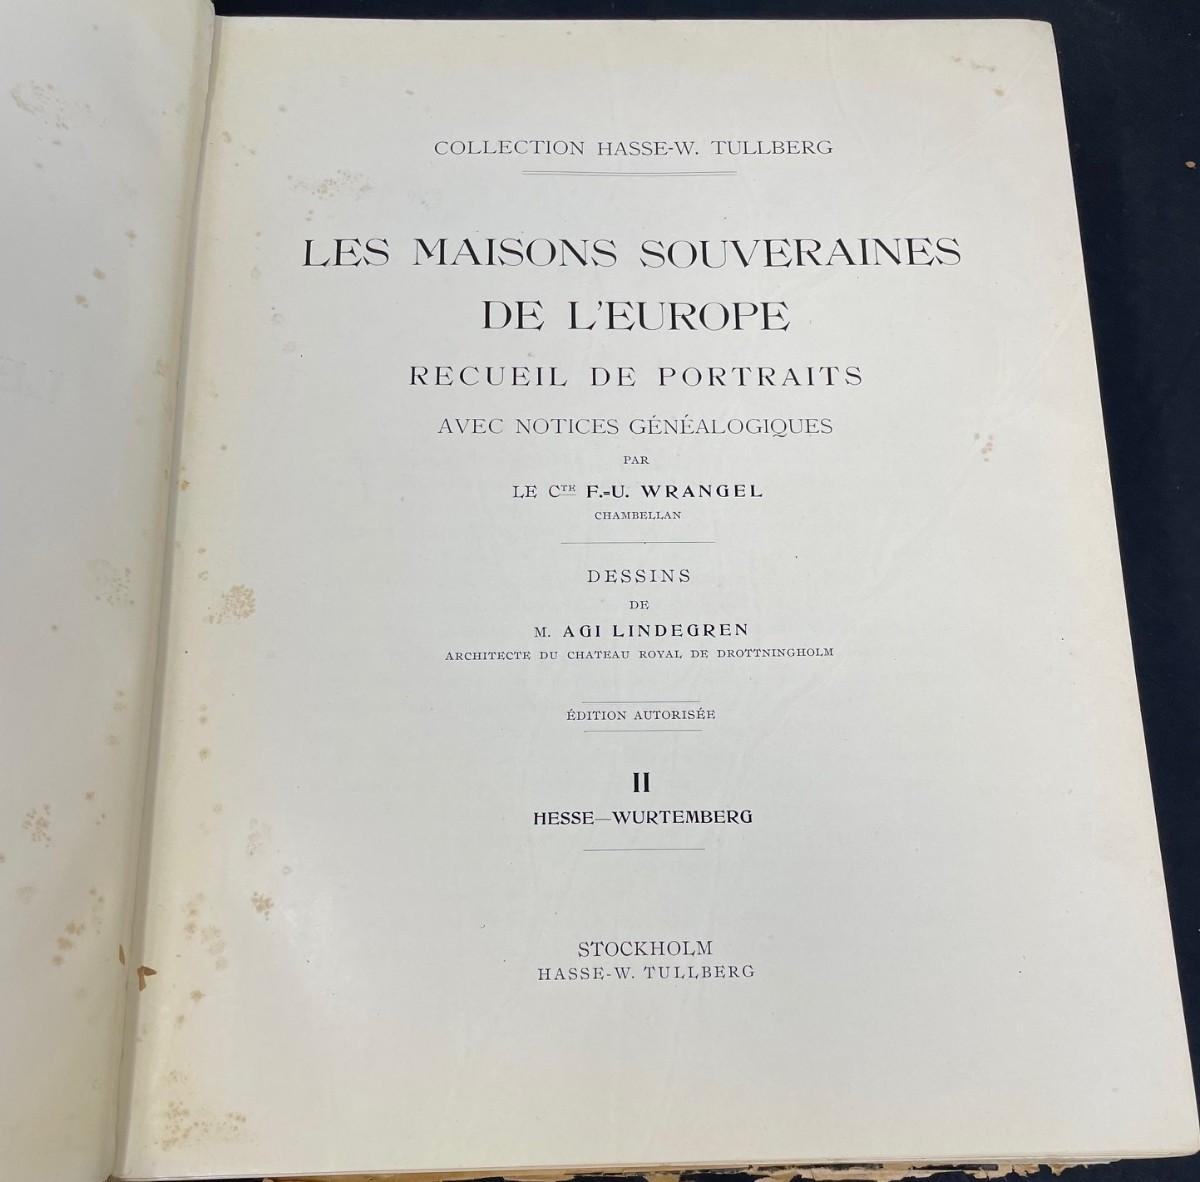 COLLECTION HASSE-W. TULLBERG
LES MAISONS SOUVERAINES
DE L'EUROPE
RECUEIL DE PORTRAITS
AVEC NOTICES GÉNÉALOGIQUES
PAR
LE CTE F.-U. WRANGEL
CHAMBELLAN
DESSINS
DE
M. AGI LINDEGREN
ARCHITECTE DU CHATEAU ROYAL DE DROTTNINGHOLM
ÉDITION AUTORISÉE
II
HESSE—WURTEMBERG
STOCKHOLM
HASSE-W. TULLBERG